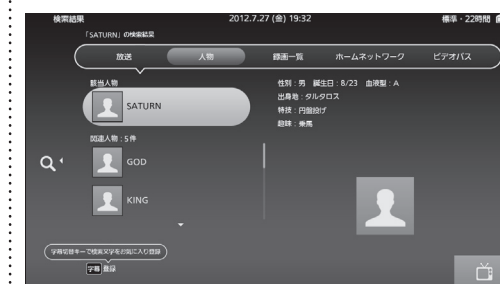 検索結果 2012.7.27 (金) 19:32 標準・22時間
「SATURN」の検索結果
放送 人物 録画一覧 ホームネットワーク ビデオパス
該当人物
SATURN
関連人物：5件
GOD
KING
性別：男 誕生日：8/23 血液型：A
出身地：タルタロス
特技：円盤投げ
趣味：乗馬
字幕切替キーで検索文字をお気に入り登録
字幕 登録